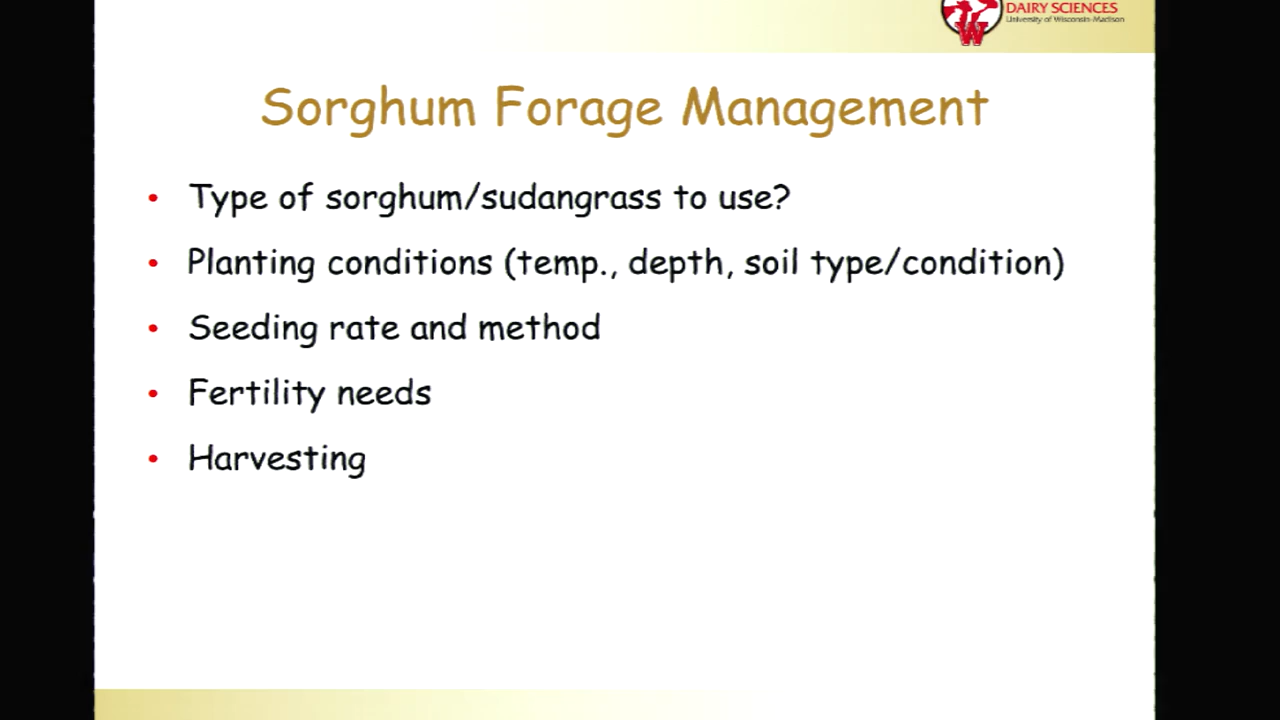 DAIRY SCIENCES
University of Wisconsin-Madison
W
Sorghum Forage Management
• Type of sorghum/sudangrass to use?
• Planting conditions (temp., depth, soil type/condition)
• Seeding rate and method
• Fertility needs
• Harvesting